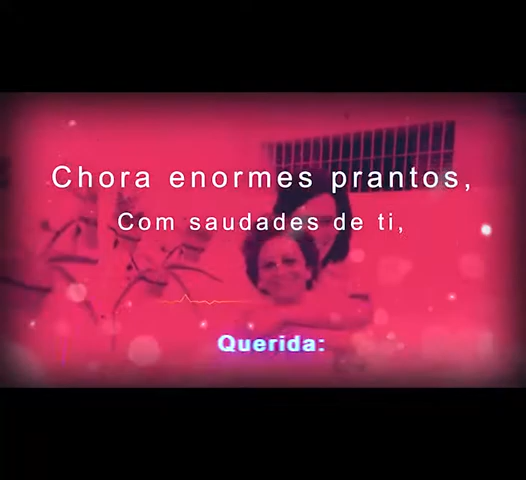 Chora enormes prantos,
Com saudades de ti,
Querida: